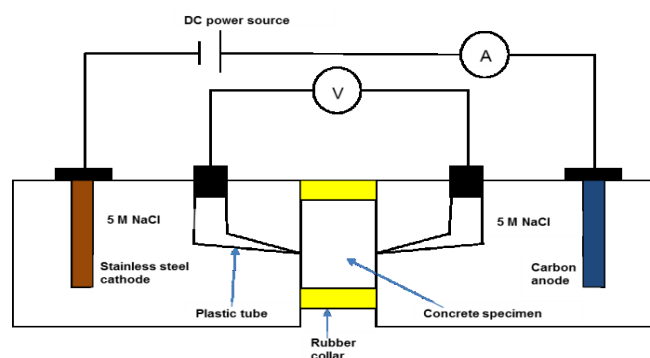 DC power source
A
V
5 M NaCl
5 M NaCl
Stainless steel
cathode
Carbon
anode
Plastic tube
Concrete specimen
Rubber
collar